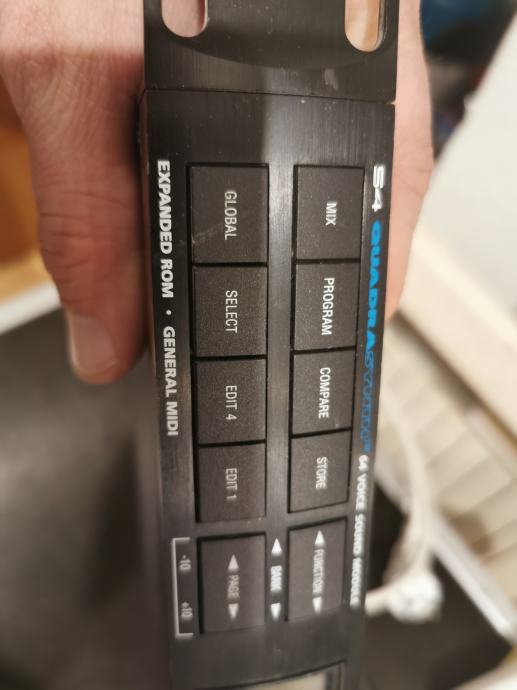 S4 QUADRASYNTH™ 64 VOICE SOUND MODULE
MIX PROGRAM COMPARE STORE ◀ FUNCTION ▶
◀ BANK ▶
GLOBAL SELECT EDIT 4 EDIT 1 ◀ PAGE ▶
-10 +10
EXPANDED ROM • GENERAL MIDI